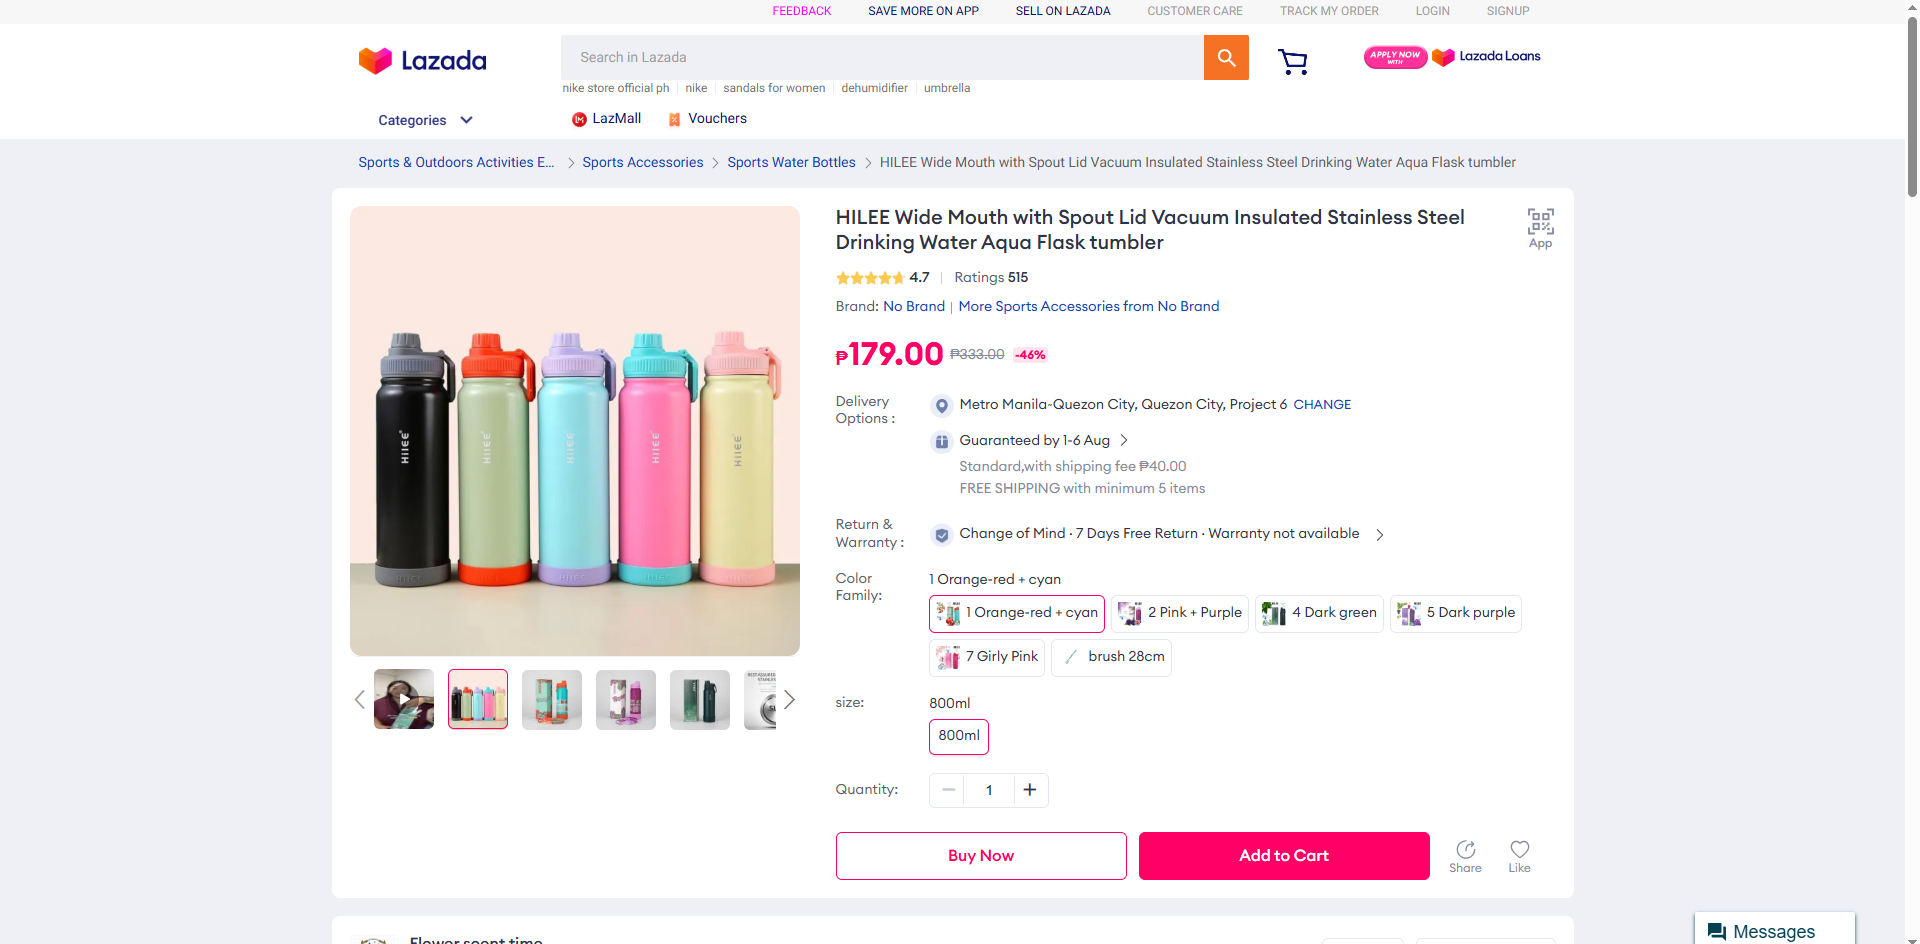 FEEDBACK SAVE MORE ON APP SELL ON LAZADA CUSTOMER CARE TRACK MY ORDER LOGIN SIGNUP
Lazada
Search in Lazada
APPLY NOW
WITH
Lazada Loans
nike store official ph nike sandals for women dehumidifier umbrella
Categories
LazMall Vouchers
Sports & Outdoors Activities E... Sports Accessories Sports Water Bottles HILEE Wide Mouth with Spout Lid Vacuum Insulated Stainless Steel Drinking Water Aqua Flask tumbler
HILEE Wide Mouth with Spout Lid Vacuum Insulated Stainless Steel
Drinking Water Aqua Flask tumbler
App
4.7 Ratings 515
Brand: No Brand | More Sports Accessories from No Brand
₱179.00 ₱333.00 -46%
Delivery
Options :
Metro Manila-Quezon City, Quezon City, Project 6 CHANGE
Guaranteed by 1-6 Aug
Standard,with shipping fee ₱40.00
FREE SHIPPING with minimum 5 items
Return &
Warranty :
Change of Mind · 7 Days Free Return · Warranty not available
Color
Family:
1 Orange-red + cyan
1 Orange-red + cyan 2 Pink + Purple 4 Dark green 5 Dark purple
7 Girly Pink brush 28cm
size:
800ml
800ml
Quantity:
1
Buy Now
Add to Cart
Share
Like
HILEE
HILEE
HILEE
HILEE
HILEE
Flower scent time
Messages